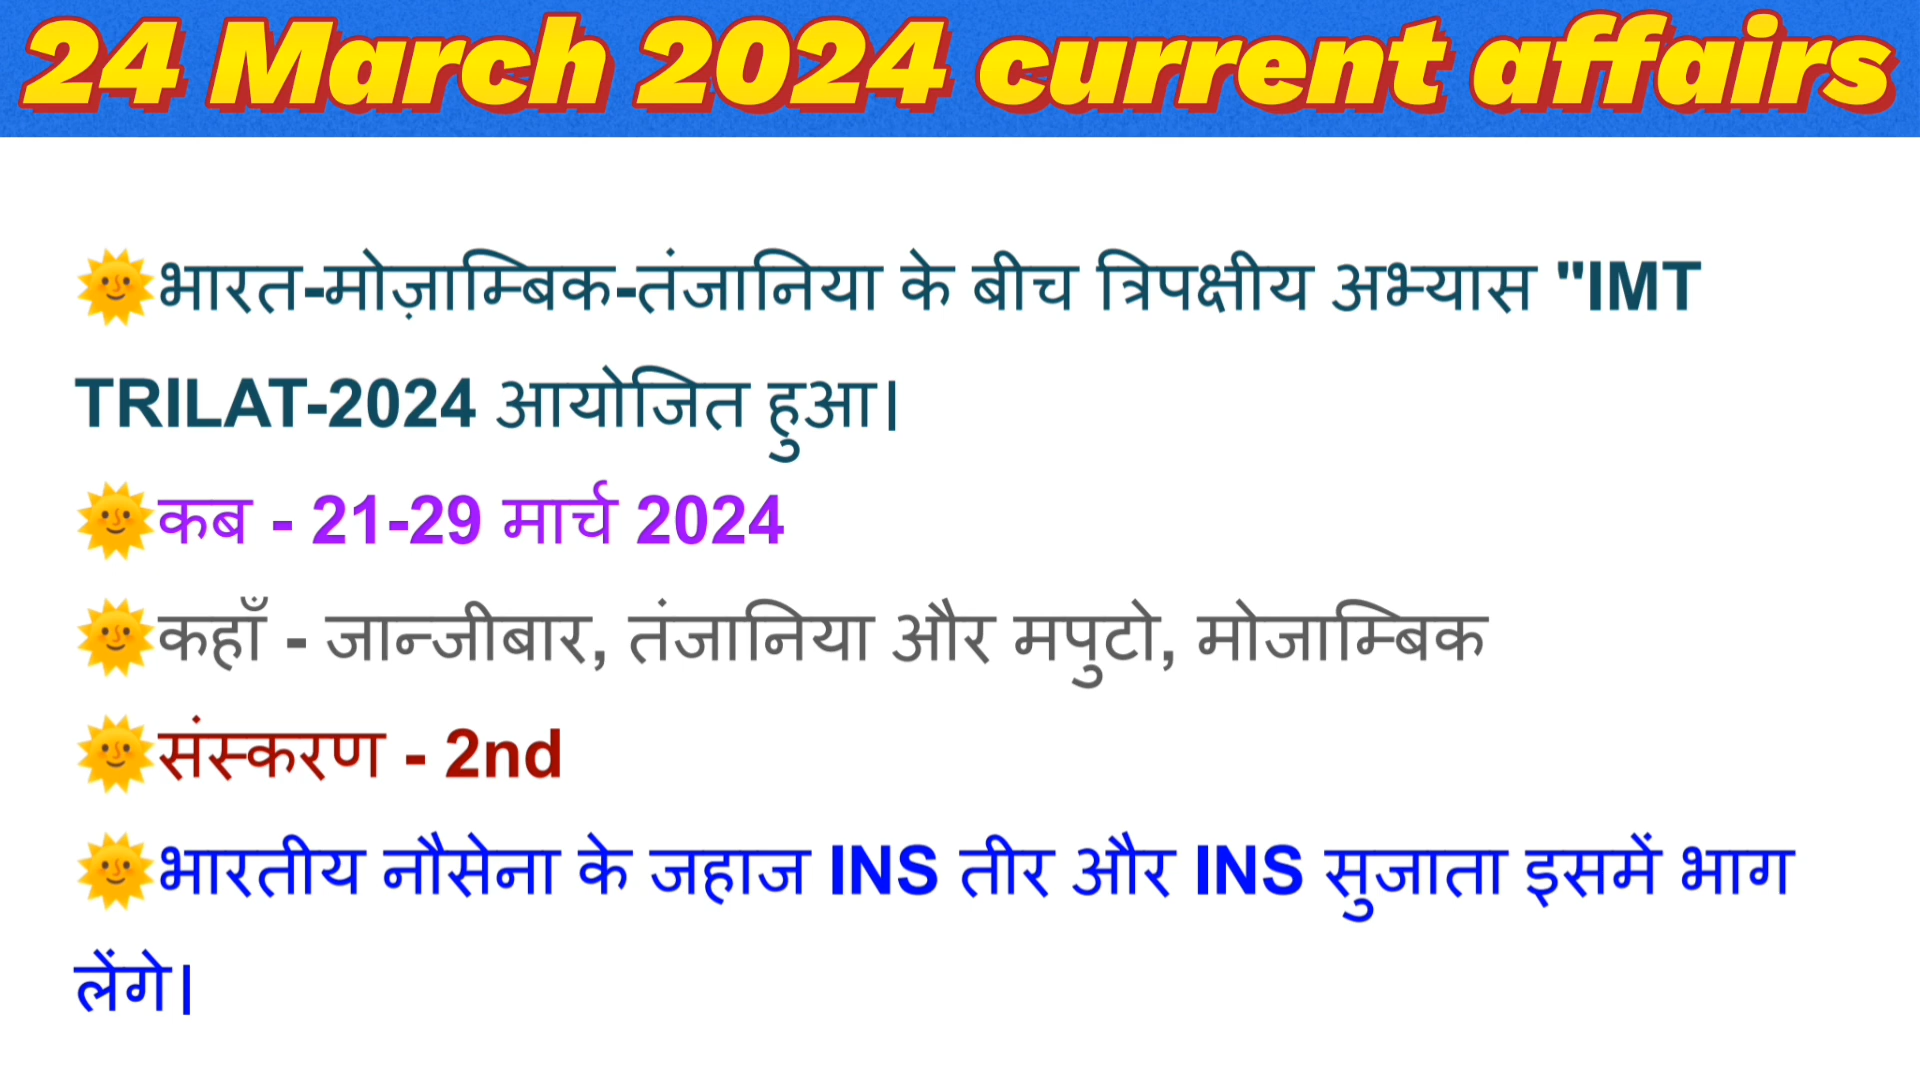 24 March 2024 current affairs
🌞भारत-मोज़ाम्बिक-तंजानिया के बीच त्रिपक्षीय अभ्यास "IMT
TRILAT-2024 आयोजित हुआ।
🌞कब - 21-29 मार्च 2024
🌞कहाँ - जान्जीबार, तंजानिया और मपुटो, मोजाम्बिक
🌞संस्करण - 2nd
🌞भारतीय नौसेना के जहाज INS तीर और INS सुजाता इसमें भाग
लेंगे।